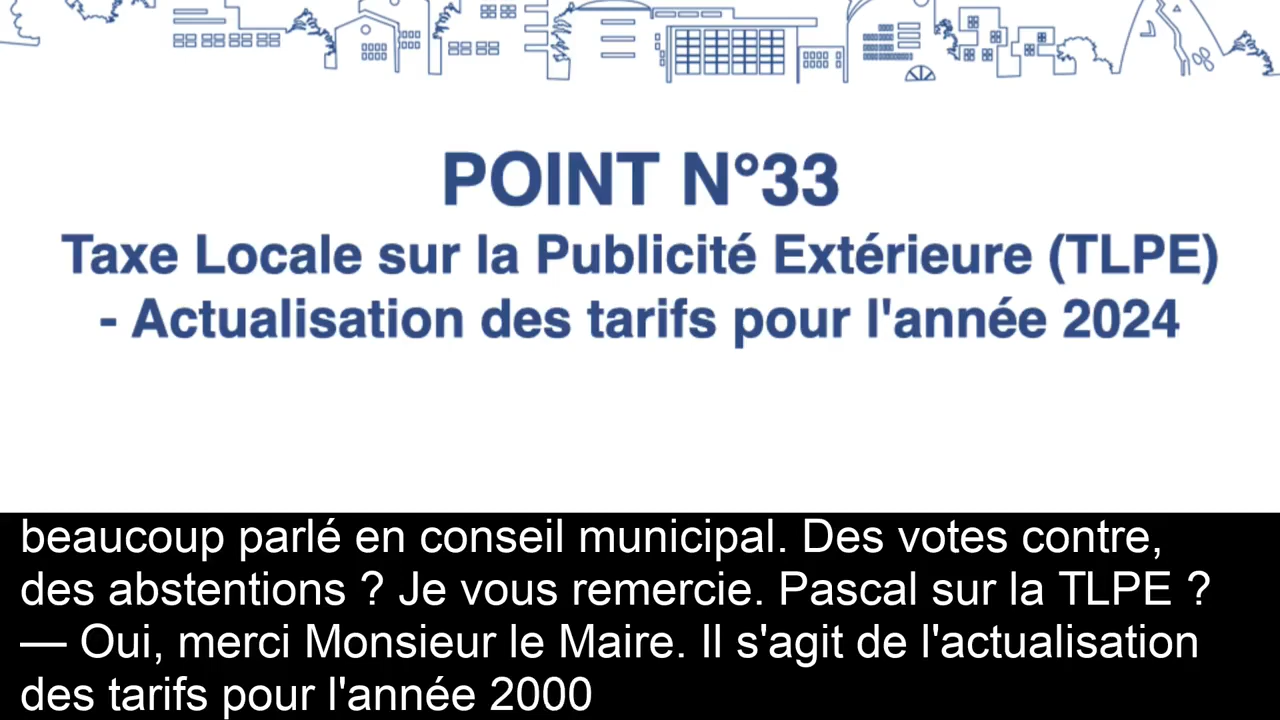 POINT N°33
Taxe Locale sur la Publicité Extérieure (TLPE)
- Actualisation des tarifs pour l'année 2024
beaucoup parlé en conseil municipal. Des votes contre,
des abstentions ? Je vous remercie. Pascal sur la TLPE ?
— Oui, merci Monsieur le Maire. Il s'agit de l'actualisation
des tarifs pour l'année 2000